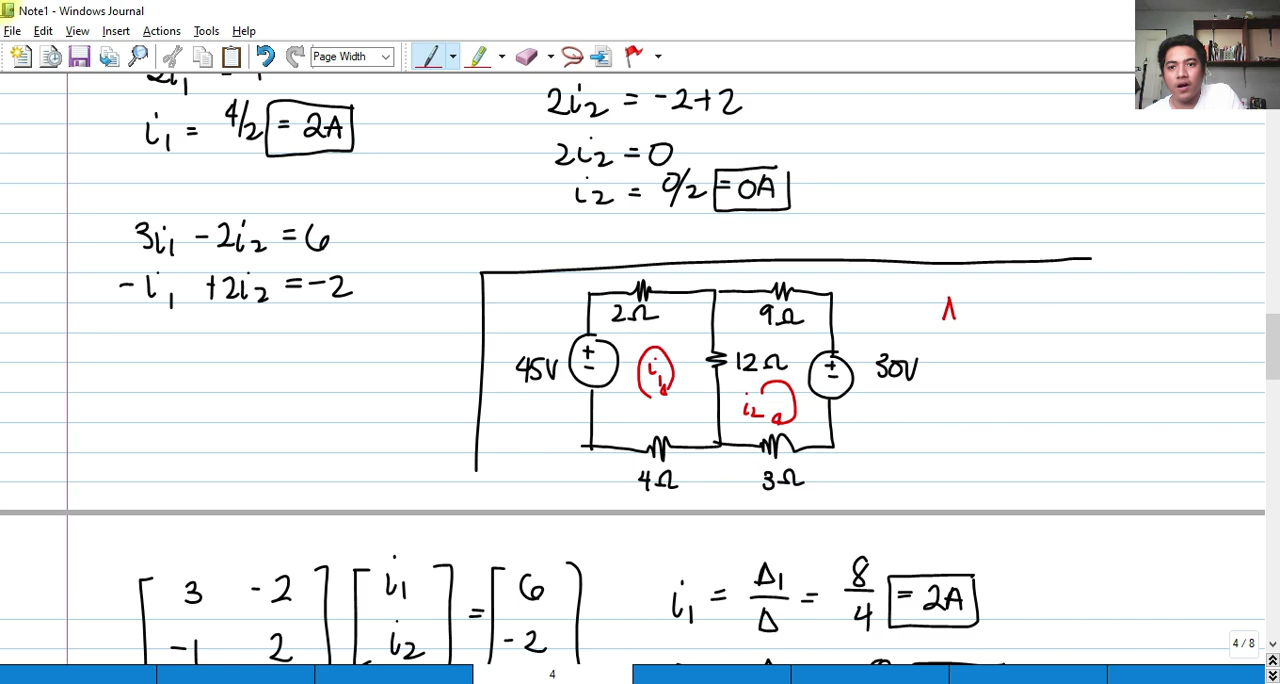 Note1 - Windows Journal
File Edit View Insert Actions Tools Help
Page Width
i₁ = 4/2 = 2A
2i₂ = -2+2
2i₂ = 0
i₂ = 0/2 = 0A
3i₁ - 2i₂ = 6
-i₁ +2i₂ = -2
2Ω 9Ω
45V + - i₁ 12Ω + - 30V
i₂
4Ω 3Ω
3 -2 i₁ = 6
-1 2 i₂ -2
i₁ = Δ₁/Δ = 8/4 = 2A
4 / 8
4